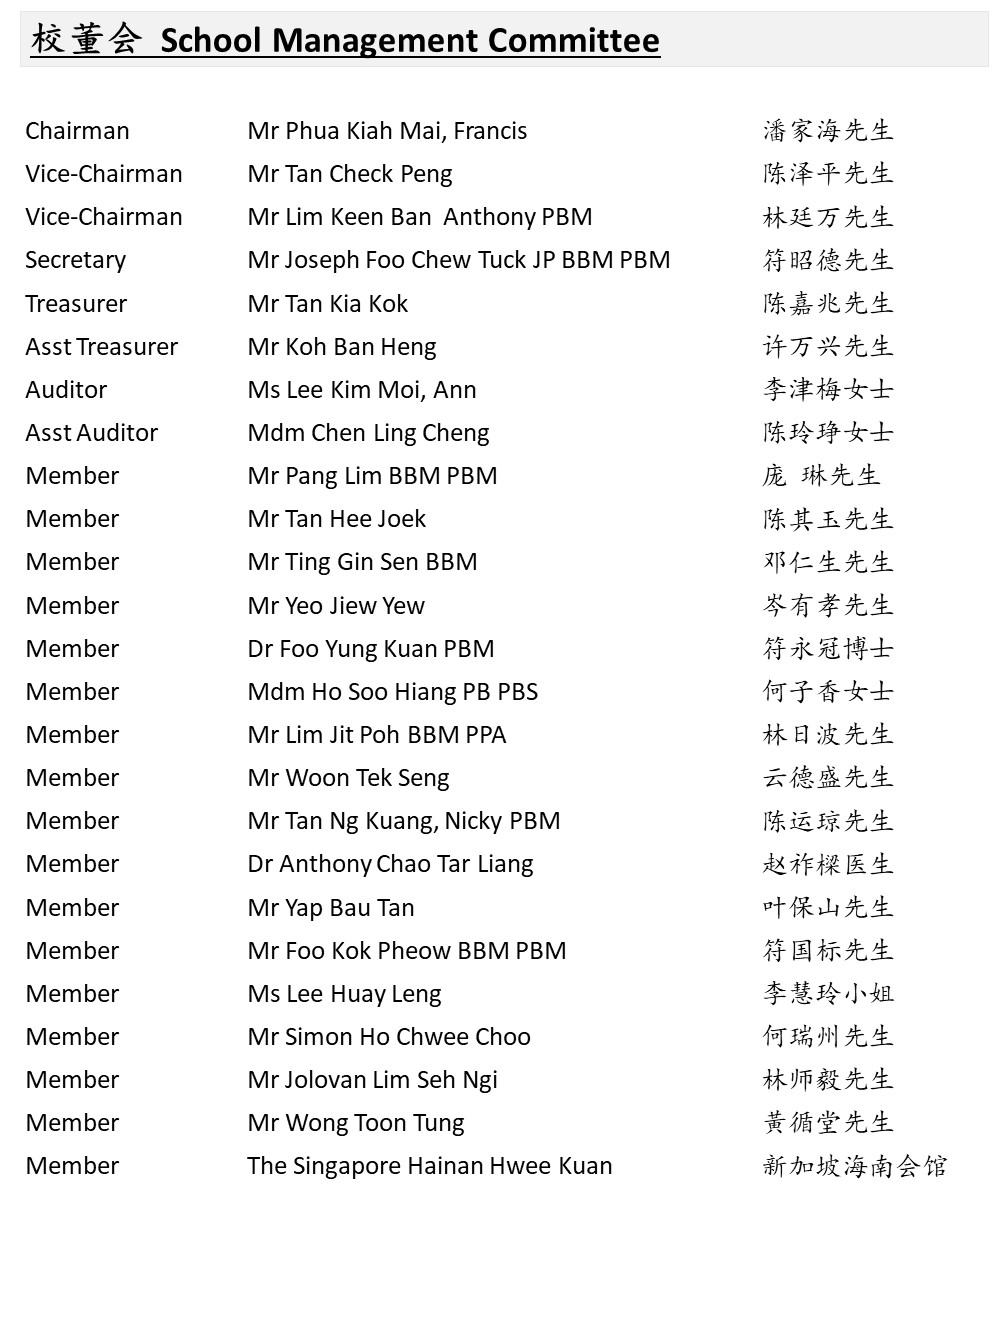 校董会 School Management Committee
Chairman Mr Phua Kiah Mai, Francis 潘家海先生
Vice-Chairman Mr Tan Check Peng 陈泽平先生
Vice-Chairman Mr Lim Keen Ban Anthony PBM 林廷万先生
Secretary Mr Joseph Foo Chew Tuck JP BBM PBM 符昭德先生
Treasurer Mr Tan Kia Kok 陈嘉兆先生
Asst Treasurer Mr Koh Ban Heng 许万兴先生
Auditor Ms Lee Kim Moi, Ann 李津梅女士
Asst Auditor Mdm Chen Ling Cheng 陈玲琤女士
Member Mr Pang Lim BBM PBM 庞 琳先生
Member Mr Tan Hee Joek 陈其玉先生
Member Mr Ting Gin Sen BBM 邓仁生先生
Member Mr Yeo Jiew Yew 岑有孝先生
Member Dr Foo Yung Kuan PBM 符永冠博士
Member Mdm Ho Soo Hiang PB PBS 何子香女士
Member Mr Lim Jit Poh BBM PPA 林日波先生
Member Mr Woon Tek Seng 云德盛先生
Member Mr Tan Ng Kuang, Nicky PBM 陈运琼先生
Member Dr Anthony Chao Tar Liang 赵祚樑医生
Member Mr Yap Bau Tan 叶保山先生
Member Mr Foo Kok Pheow BBM PBM 符国标先生
Member Ms Lee Huay Leng 李慧玲小姐
Member Mr Simon Ho Chwee Choo 何瑞州先生
Member Mr Jolovan Lim Seh Ngi 林师毅先生
Member Mr Wong Toon Tung 黄循堂先生
Member The Singapore Hainan Hwee Kuan 新加坡海南会馆